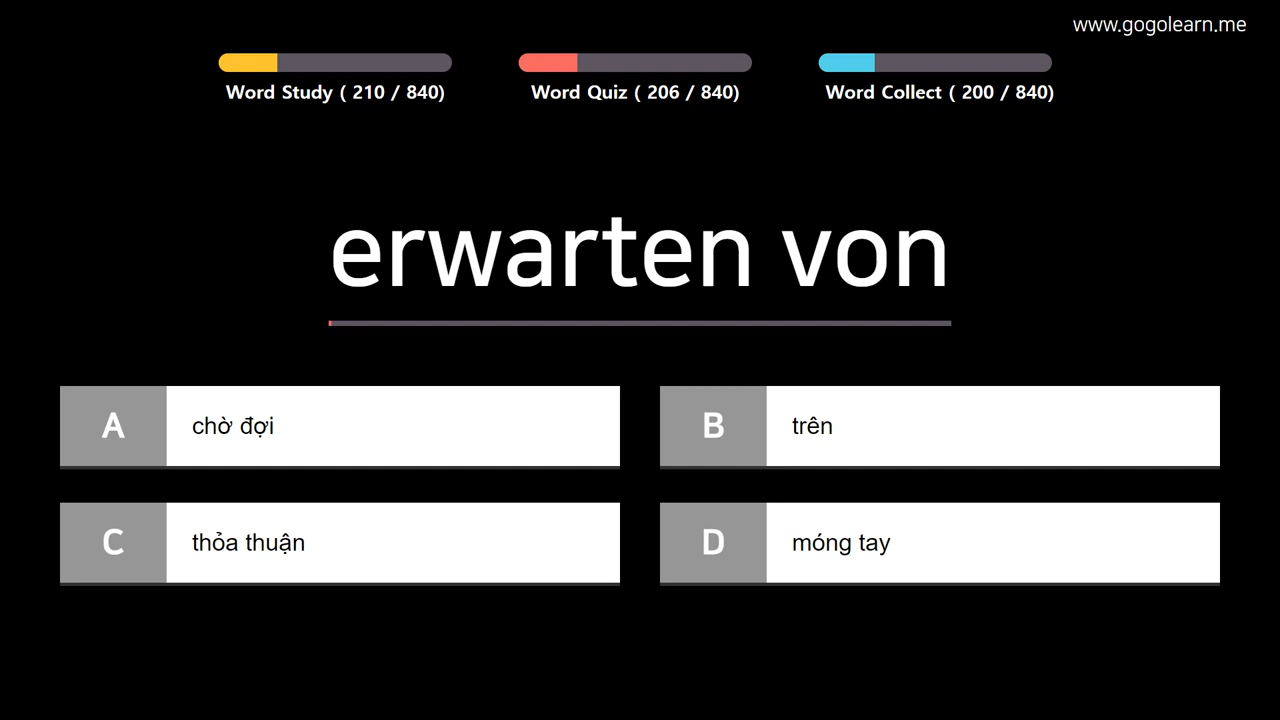 www.gogolearn.me
Word Study ( 210 / 840)
Word Quiz ( 206 / 840)
Word Collect ( 200 / 840)
erwarten von
A chờ đợi
B trên
C thỏa thuận
D móng tay